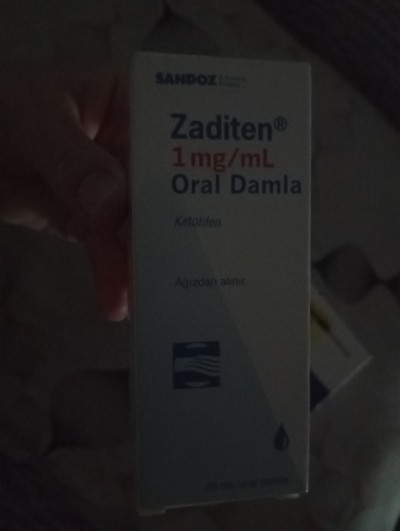 SANDOZ
Zaditen®
1 mg/mL
Oral Damla
Ketotifen
Ağızdan alınır.